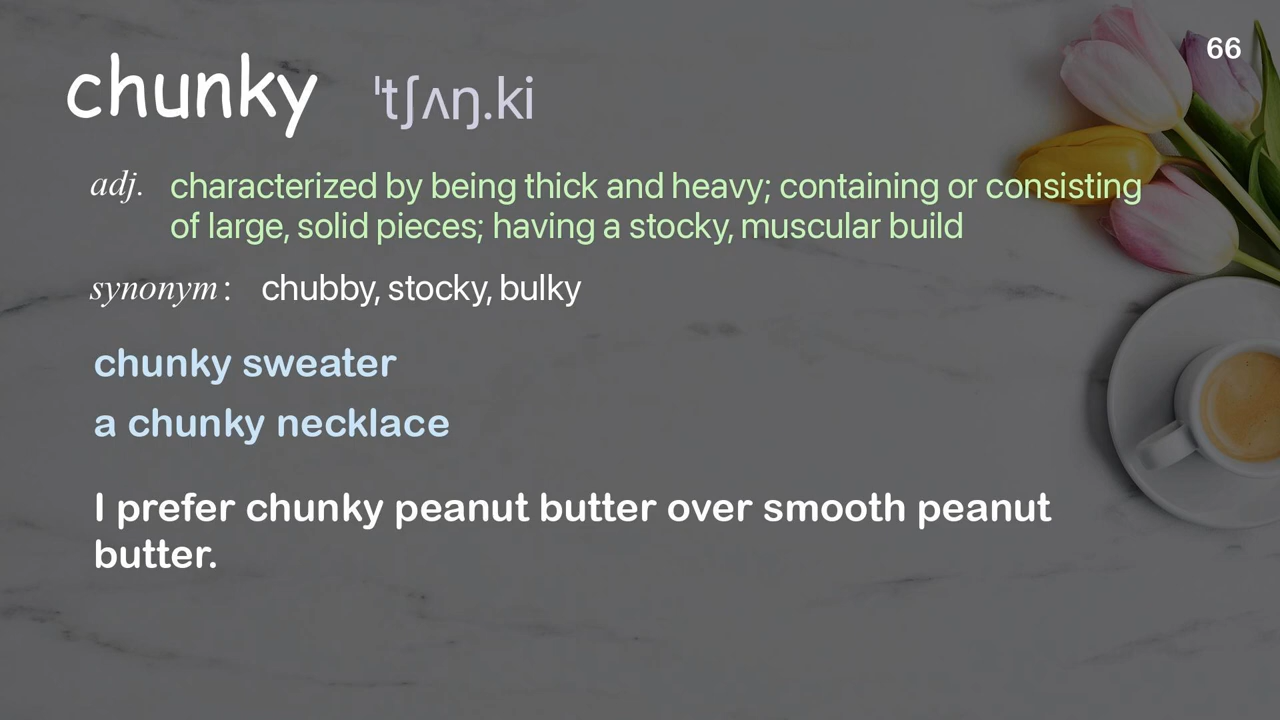 66
chunky ˈtʃʌŋ.ki
adj. characterized by being thick and heavy; containing or consisting
of large, solid pieces; having a stocky, muscular build
synonym: chubby, stocky, bulky
chunky sweater
a chunky necklace
I prefer chunky peanut butter over smooth peanut
butter.